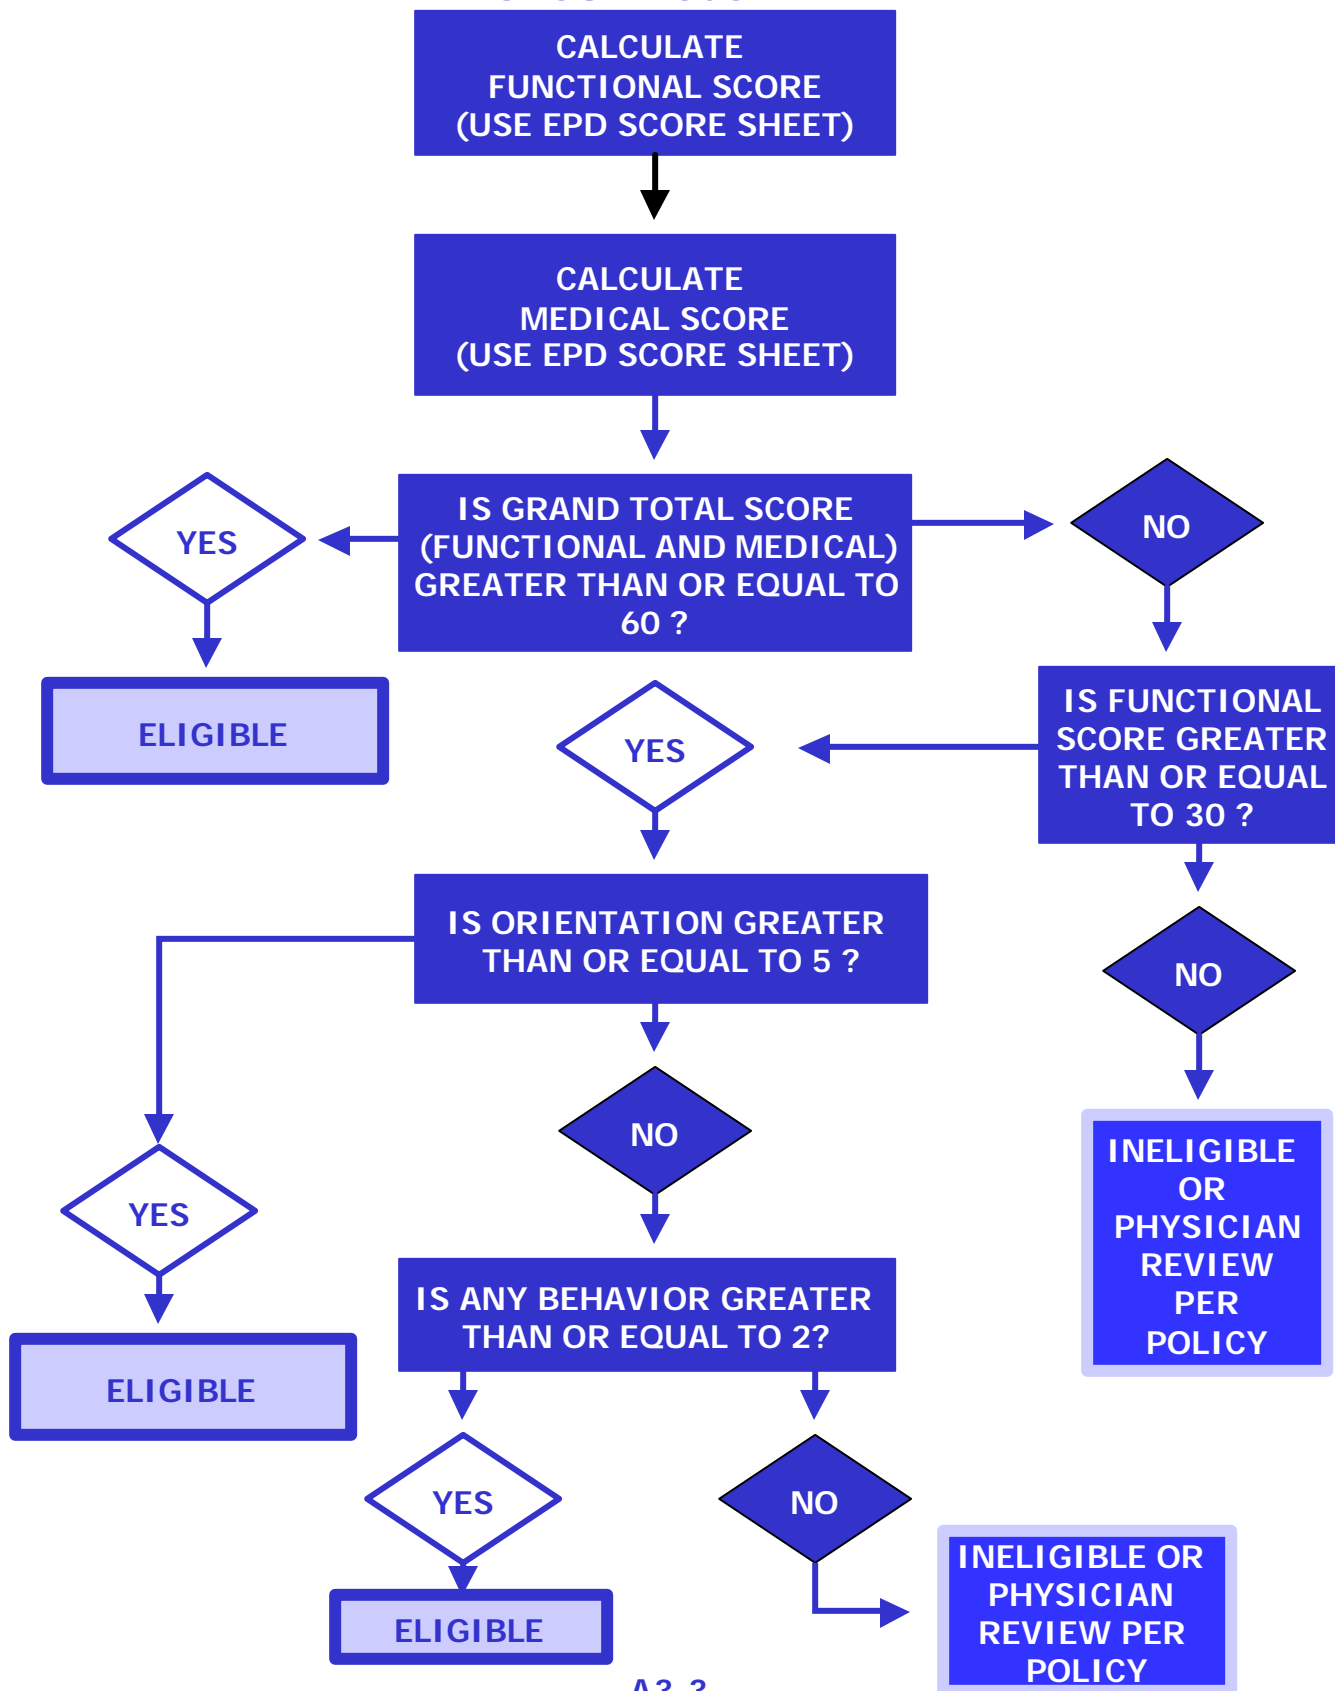 CALCULATE
FUNCTIONAL SCORE
(USE EPD SCORE SHEET)
CALCULATE
MEDICAL SCORE
(USE EPD SCORE SHEET)
IS GRAND TOTAL SCORE
(FUNCTIONAL AND MEDICAL)
GREATER THAN OR EQUAL TO
60 ?
YES
NO
ELIGIBLE
IS FUNCTIONAL
SCORE GREATER
THAN OR EQUAL
TO 30 ?
YES
IS ORIENTATION GREATER
THAN OR EQUAL TO 5 ?
NO
NO
YES
INELIGIBLE
OR
PHYSICIAN
REVIEW
PER
POLICY
ELIGIBLE
IS ANY BEHAVIOR GREATER
THAN OR EQUAL TO 2?
YES
NO
ELIGIBLE
INELIGIBLE OR
PHYSICIAN
REVIEW PER
POLICY